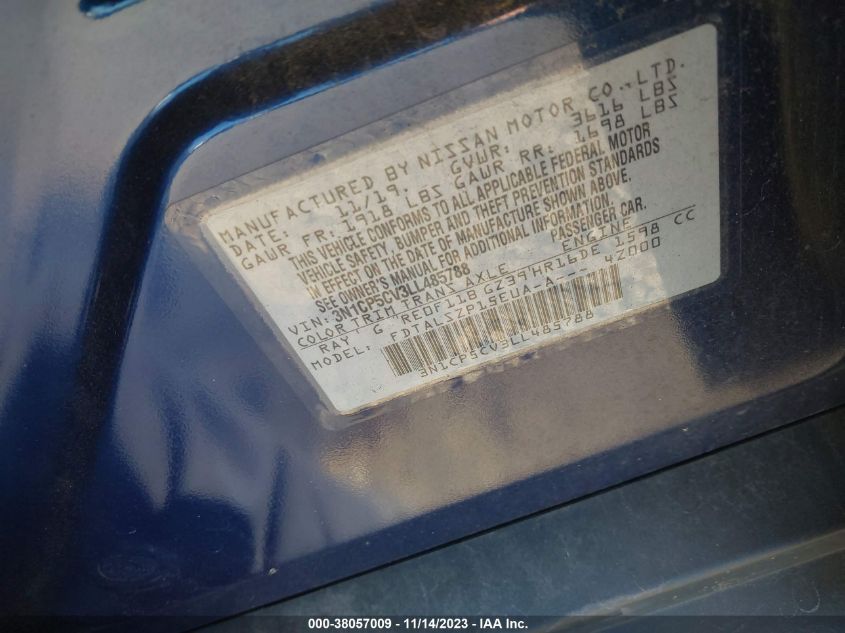 MANUFACTURED BY NISSAN MOTOR CO., LTD.
DATE: 11/19 GVWR: 3616 LBS
GAWR FR: 1918 LBS GAWR RR: 1698 LBS
THIS VEHICLE CONFORMS TO ALL APPLICABLE FEDERAL MOTOR
VEHICLE SAFETY, BUMPER AND THEFT PREVENTION STANDARDS
IN EFFECT ON THE DATE OF MANUFACTURE SHOWN ABOVE.
SEE OWNER'S MANUAL FOR ADDITIONAL INFORMATION.
VIN: 3N1CP5CV3LL485788 PASSENGER CAR.
COLOR TRIM TRANS AXLE ENGINE
RAY G RE0F11B GZ39 HR16DE 1598 CC
MODEL: FDTALSZP15EUA-A--- 4Z000
3N1CP5CV3LL485788
000-38057009 - 11/14/2023 - IAA Inc.